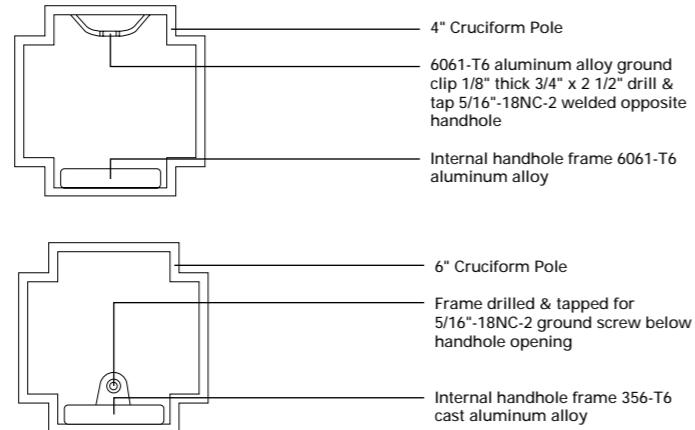 4" Cruciform Pole
6061-T6 aluminum alloy ground
clip 1/8" thick 3/4" x 2 1/2" drill &
tap 5/16"-18NC-2 welded opposite
handhole
Internal handhole frame 6061-T6
aluminum alloy
6" Cruciform Pole
Frame drilled & tapped for
5/16"-18NC-2 ground screw below
handhole opening
Internal handhole frame 356-T6
cast aluminum alloy